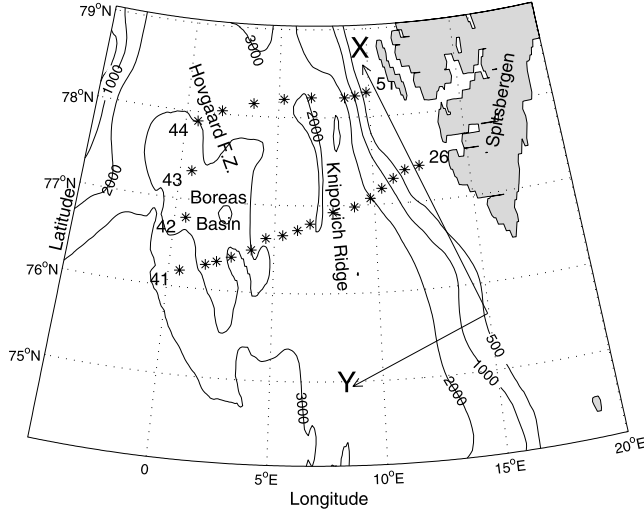 79°N
78°N
77°N
76°N
75°N
Latitude
1000
2000
3000
X
Hovgaard F.Z.
51
44
2000
26
Spitsbergen
43
Boreas
Basin
42
Knipovich Ridge
41
500
1000
2000
3000
Y
0
5°E
10°E
15°E
20°E
Longitude